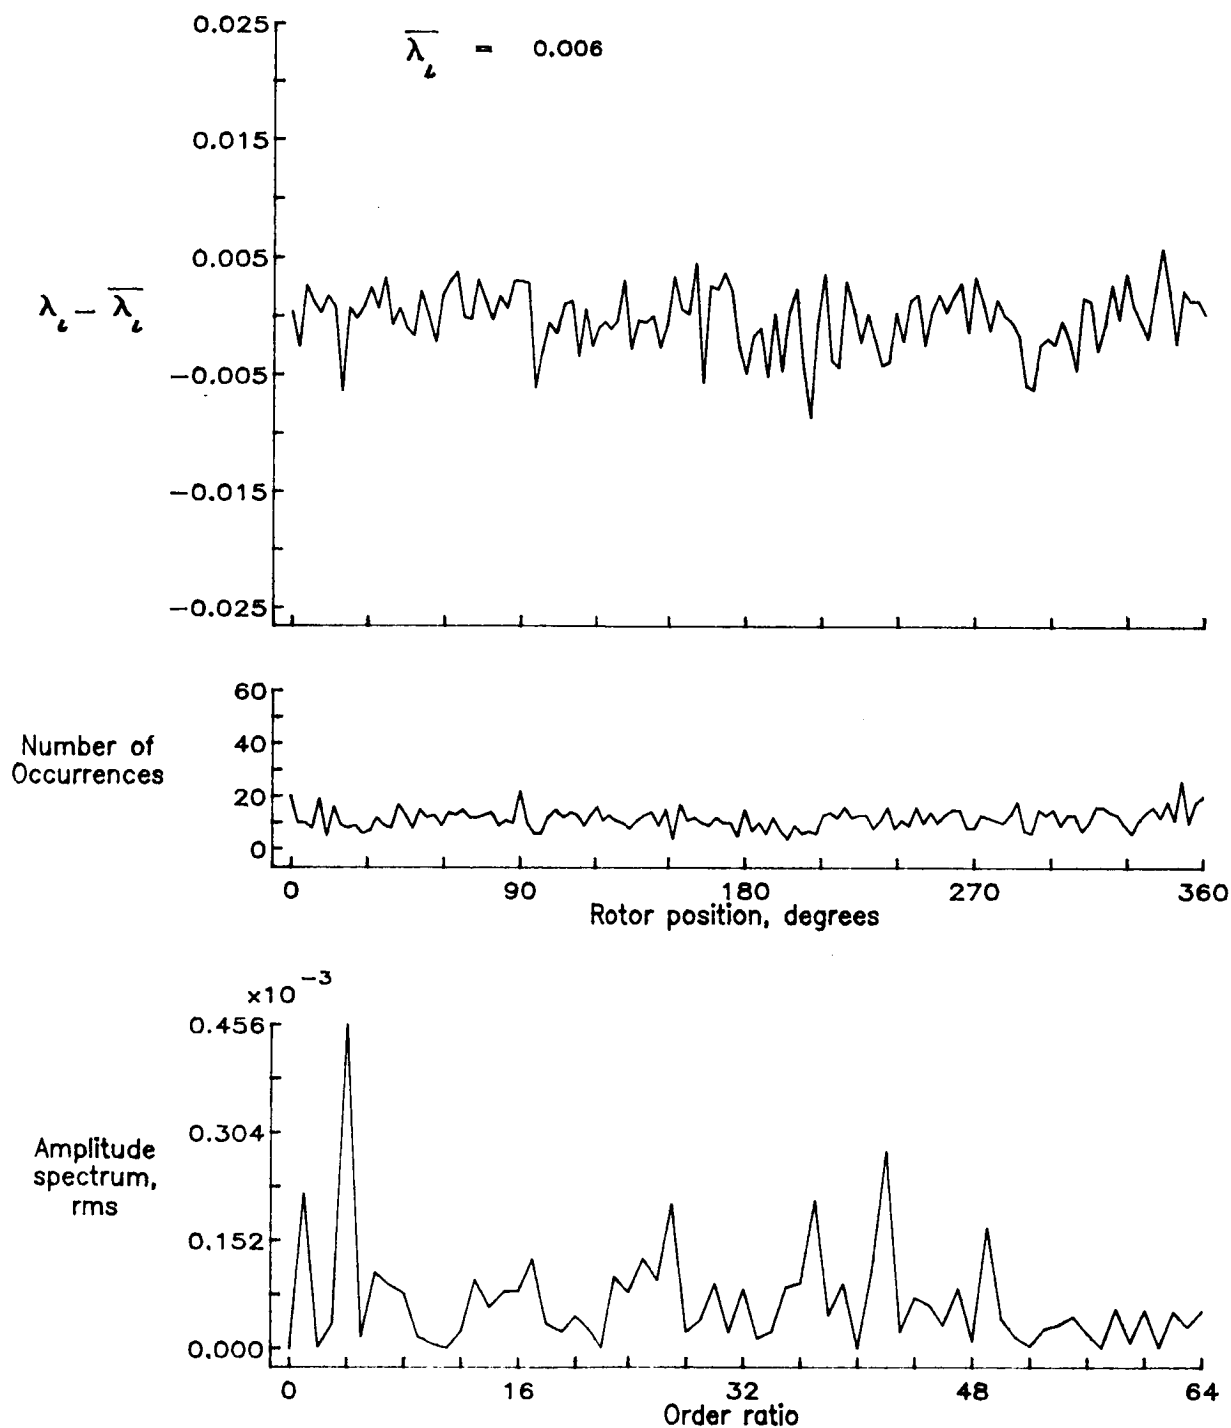 0.025
λ̅ι = 0.006
0.015
0.005
λι − λ̅ι
−0.005
−0.015
−0.025
60
Number of
Occurrences
40
20
0
0 90 180 270 360
Rotor position, degrees
×10 −3
0.456
Amplitude
spectrum,
rms
0.304
0.152
0.000
0 16 32 48 64
Order ratio